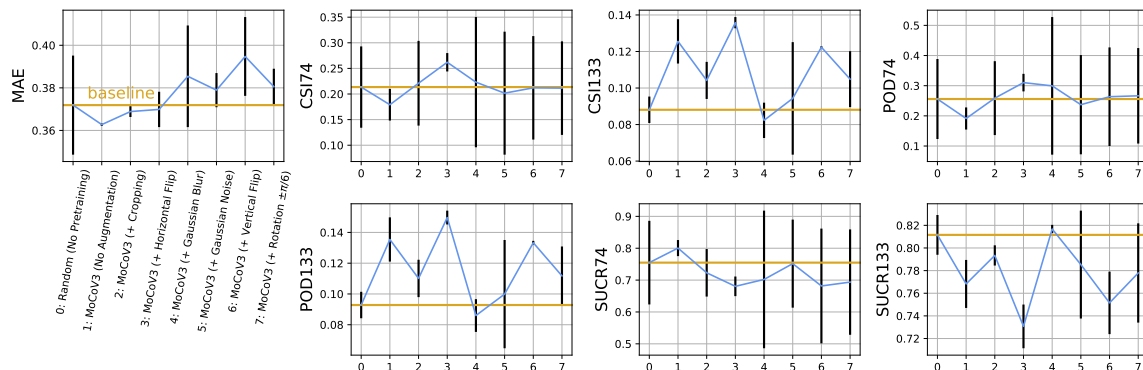 MAE
0.40
0.38
0.36
baseline
0: Random (No Pretraining)
1: MoCoV3 (No Augmentation)
2: MoCoV3 (+ Cropping)
3: MoCoV3 (+ Horizontal Flip)
4: MoCoV3 (+ Gaussian Blur)
5: MoCoV3 (+ Gaussian Noise)
6: MoCoV3 (+ Vertical Flip)
7: MoCoV3 (+ Rotation ±π/6)
CSI74
0.35
0.30
0.25
0.20
0.15
0.10
0 1 2 3 4 5 6 7
CSI133
0.14
0.12
0.10
0.08
0.06
0 1 2 3 4 5 6 7
POD74
0.5
0.4
0.3
0.2
0.1
0 1 2 3 4 5 6 7
POD133
0.14
0.12
0.10
0.08
0 1 2 3 4 5 6 7
SUCR74
0.9
0.8
0.7
0.6
0.5
0 1 2 3 4 5 6 7
SUCR133
0.82
0.80
0.78
0.76
0.74
0.72
0 1 2 3 4 5 6 7